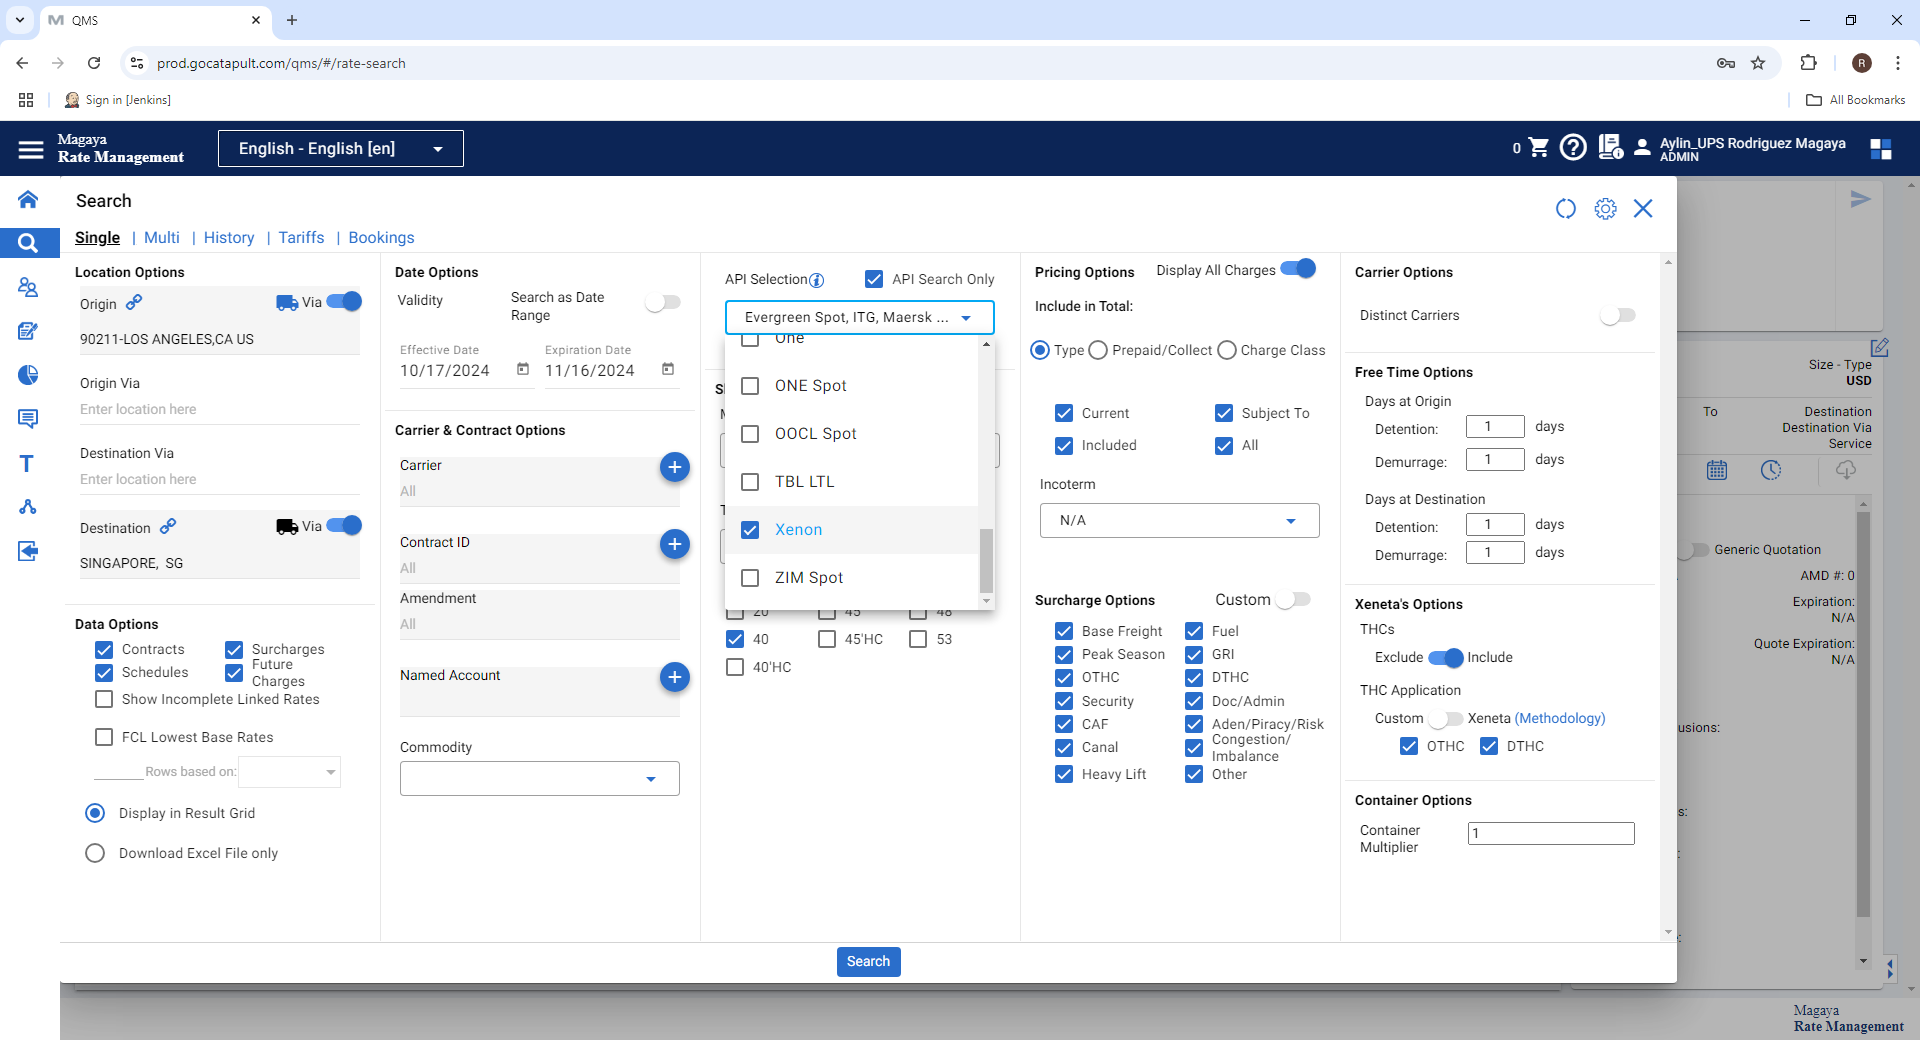 QMS
prod.gocatapult.com/qms/#/rate-search
R
Sign in [Jenkins]
All Bookmarks
Magaya
Rate Management
English - English [en]
0
Aylin_UPS Rodriguez Magaya
ADMIN
Search
Single | Multi | History | Tariffs | Bookings
Location Options
Origin
Via
90211-LOS ANGELES,CA US
Origin Via
Enter location here
Destination Via
Enter location here
Destination
Via
SINGAPORE, SG
Data Options
Contracts
Surcharges
Schedules
Future Charges
Show Incomplete Linked Rates
FCL Lowest Base Rates
Rows based on:
Display in Result Grid
Download Excel File only
Date Options
Validity
Search as Date Range
Effective Date
10/17/2024
Expiration Date
11/16/2024
Carrier & Contract Options
Carrier
All
Contract ID
All
Amendment
All
Named Account
Commodity
API Selection
API Search Only
Evergreen Spot, ITG, Maersk ...
One
ONE Spot
OOCL Spot
TBL LTL
Xenon
ZIM Spot
20
45
48
40
45'HC
53
40'HC
Pricing Options
Display All Charges
Include in Total:
Type
Prepaid/Collect
Charge Class
Current
Subject To
Included
All
Incoterm
N/A
Surcharge Options
Custom
Base Freight
Fuel
Peak Season
GRI
OTHC
DTHC
Security
Doc/Admin
CAF
Aden/Piracy/Risk
Canal
Congestion/
Imbalance
Heavy Lift
Other
Carrier Options
Distinct Carriers
Free Time Options
Days at Origin
Detention: 1 days
Demurrage: 1 days
Days at Destination
Detention: 1 days
Demurrage: 1 days
Xeneta's Options
THCs
Exclude
Include
THC Application
Custom
Xeneta (Methodology)
OTHC
DTHC
Container Options
Container Multiplier
1
Search
Size - Type
USD
To
Destination
Destination Via
Service
Generic Quotation
AMD #: 0
Expiration:
N/A
Quote Expiration:
N/A
usions:
s:
Magaya
Rate Management